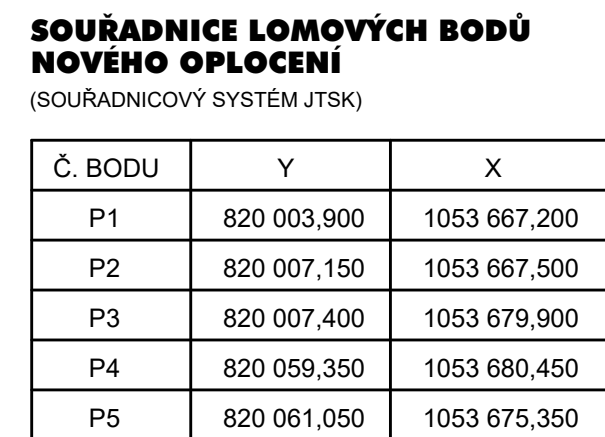 SOUŘADNICE LOMOVÝCH BODŮ
NOVÉHO OPLOCENÍ
(SOUŘADNICOVÝ SYSTÉM JTSK)
Č. BODU Y X
P1 820 003,900 1053 667,200
P2 820 007,150 1053 667,500
P3 820 007,400 1053 679,900
P4 820 059,350 1053 680,450
P5 820 061,050 1053 675,350